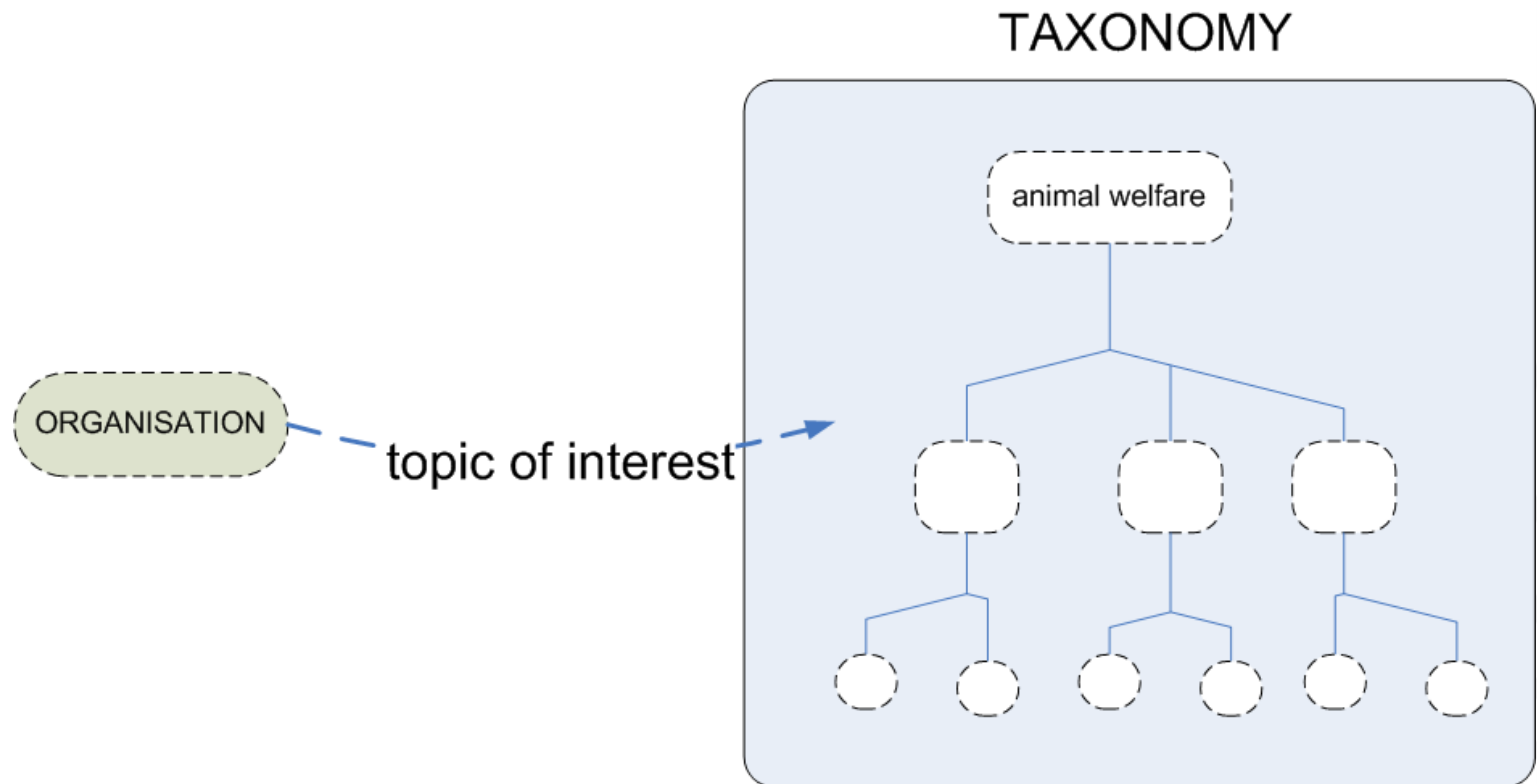 TAXONOMY
animal welfare
ORGANISATION
topic of interest